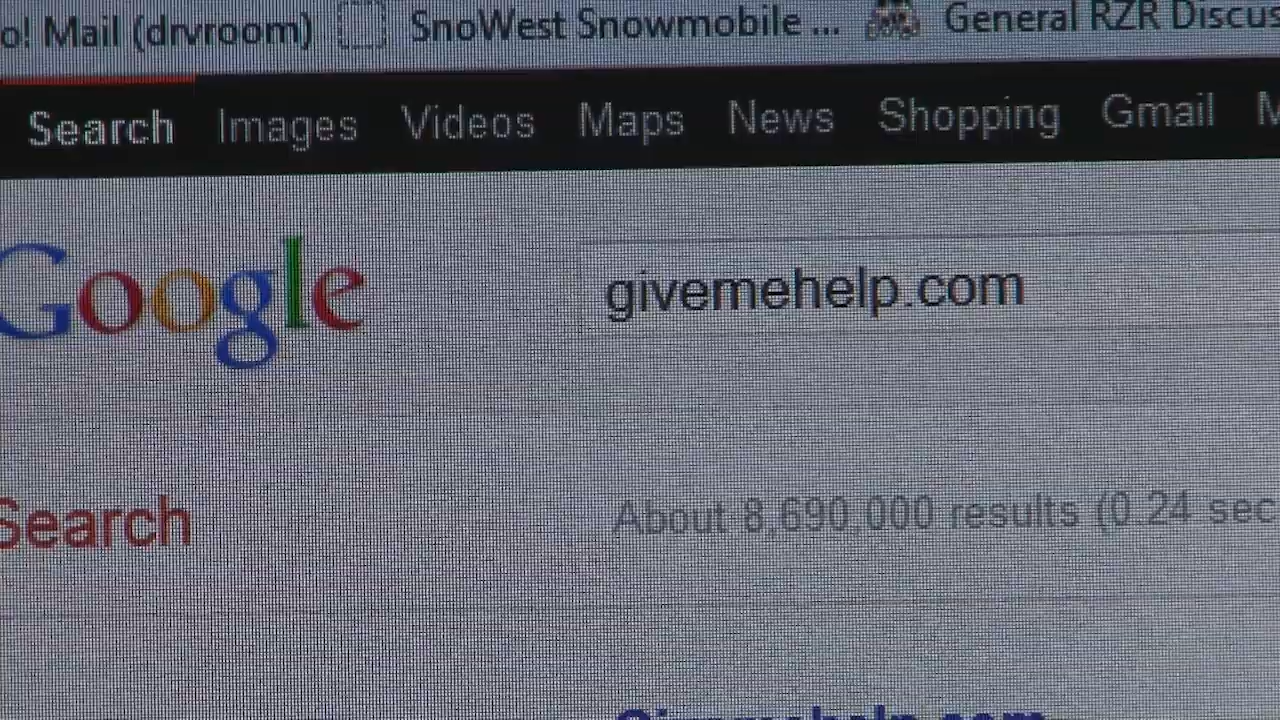 o! Mail (drvroom) SnoWest Snowmobile ... General RZR Discus
Search Images Videos Maps News Shopping Gmail M
Google givemehelp.com
Search About 8,690,000 results (0.24 sec